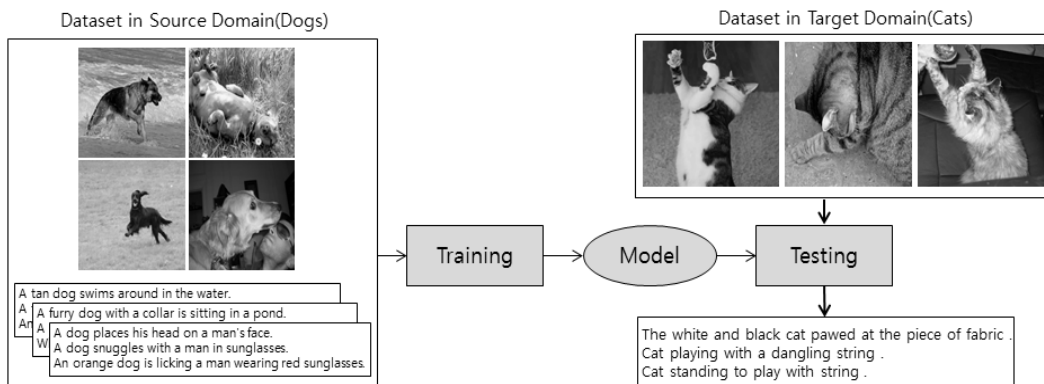 Dataset in Source Domain(Dogs)
A tan dog swims around in the water.
A
An
A furry dog with a collar is sitting in a pond.
A
W
A dog places his head on a man's face.
A dog snuggles with a man in sunglasses.
An orange dog is licking a man wearing red sunglasses.
Training
Model
Dataset in Target Domain(Cats)
Testing
The white and black cat pawed at the piece of fabric .
Cat playing with a dangling string .
Cat standing to play with string .